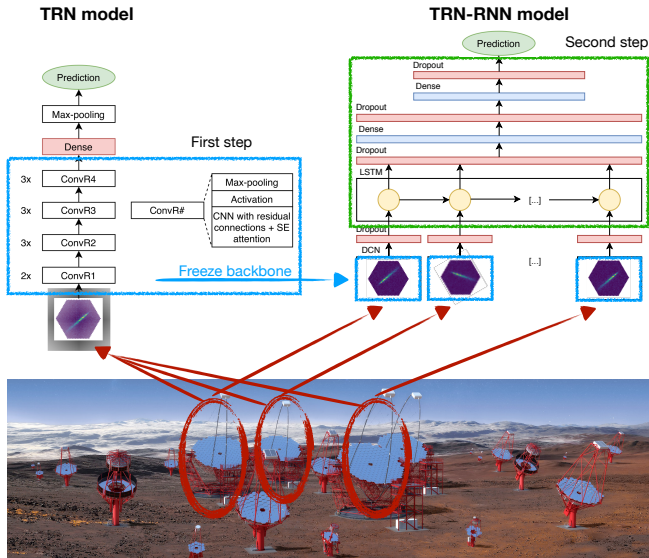 TRN model
Prediction
Max-pooling
Dense
First step
3x
ConvR4
3x
ConvR3
3x
ConvR2
2x
ConvR1
ConvR#
Max-pooling
Activation
CNN with residual
connections + SE
attention
Freeze backbone
TRN-RNN model
Prediction
Second step
Dropout
Dense
Dropout
Dense
Dropout
LSTM
[...]
Dropout
DCN
[...]